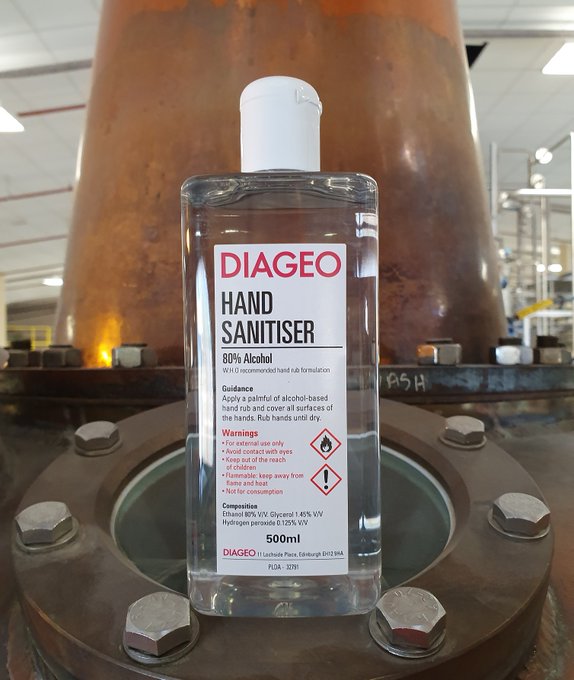 DIAGEO
HAND
SANITISER
80% Alcohol
W.H.O recommended hand rub formulation
Guidance
Apply a palmful of alcohol-based
hand rub and cover all surfaces of
the hands. Rub hands until dry.
Warnings
• For external use only
• Avoid contact with eyes
• Keep out of the reach
of children
• Flammable: keep away from
flame and heat
• Not for consumption
Composition
Ethanol 80% V/V. Glycerol 1.45% V/V
Hydrogen peroxide 0.125% V/V
500ml
DIAGEO 11 Lochside Place, Edinburgh EH12 9HA
PLDA - 32791
ASH